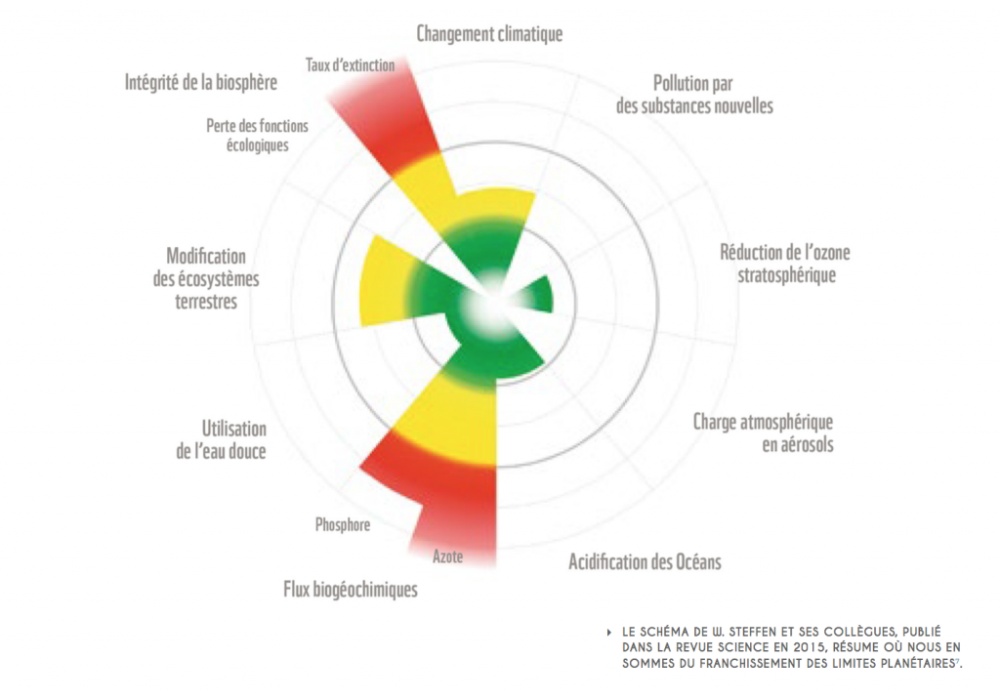 Changement climatique
Taux d'extinction
Intégrité de la biosphère
Pollution par
des substances nouvelles
Perte des fonctions
écologiques
Modification
des écosystèmes
terrestres
Réduction de l'ozone
stratosphérique
Utilisation
de l'eau douce
Charge atmosphérique
en aérosols
Phosphore
Azote
Acidification des Océans
Flux biogéochimiques
LE SCHÉMA DE W. STEFFEN ET SES COLLÈGUES, PUBLIÉ
DANS LA REVUE SCIENCE EN 2015, RÉSUME OÙ NOUS EN
SOMMES DU FRANCHISSEMENT DES LIMITES PLANÉTAIRES⁷.